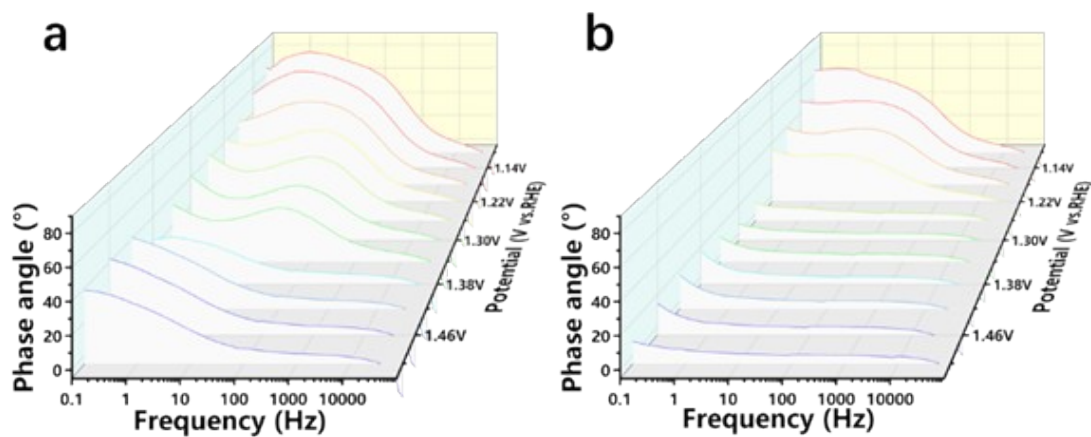 a
Phase angle (°)
80
60
40
20
0
0.1 1 10 100 1000 10000
Frequency (Hz)
1.14V
1.22V
1.30V
1.38V
1.46V
Potential (V vs.RHE)
b
Phase angle (°)
80
60
40
20
0
0.1 1 10 100 1000 10000
Frequency (Hz)
1.14V
1.22V
1.30V
1.38V
1.46V
Potential (V vs.RHE)